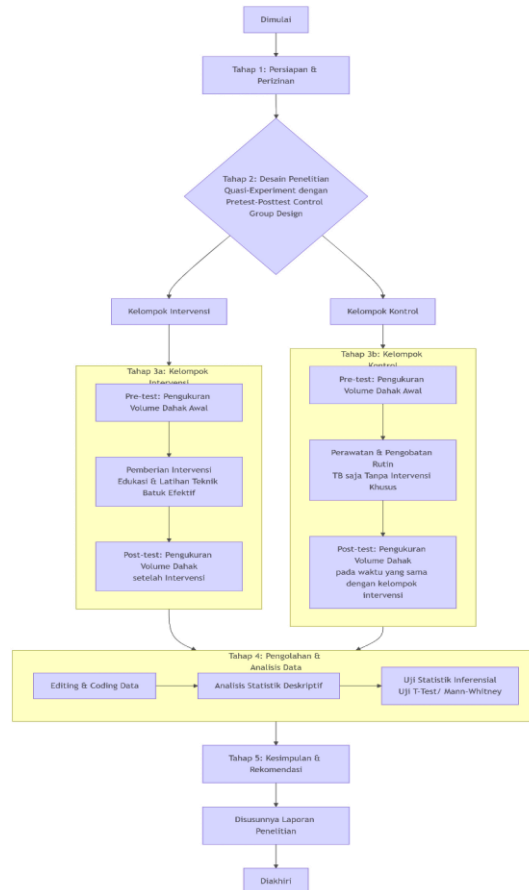 Dimulai
Tahap 1: Persiapan &
Perizinan
Tahap 2: Desain Penelitian
Quasi-Experiment dengan
Pretest-Posttest Control
Group Design
Kelompok Intervensi
Kelompok Kontrol
Tahap 3a: Kelompok
Intervensi
Pre-test: Pengukuran
Volume Dahak Awal
Pemberian Intervensi
Edukasi & Latihan Teknik
Batuk Efektif
Post-test: Pengukuran
Volume Dahak
setelah Intervensi
Tahap 3b: Kelompok
Kontrol
Pre-test: Pengukuran
Volume Dahak Awal
Perawatan & Pengobatan
Rutin
TB saja Tanpa Intervensi
Khusus
Post-test: Pengukuran
Volume Dahak
pada waktu yang sama
dengan kelompok
intervensi
Tahap 4: Pengolahan &
Analisis Data
Editing & Coding Data
Analisis Statistik Deskriptif
Uji Statistik Inferensial
Uji T-Test/ Mann-Whitney
Tahap 5: Kesimpulan &
Rekomendasi
Disusunnya Laporan
Penelitian
Diakhiri